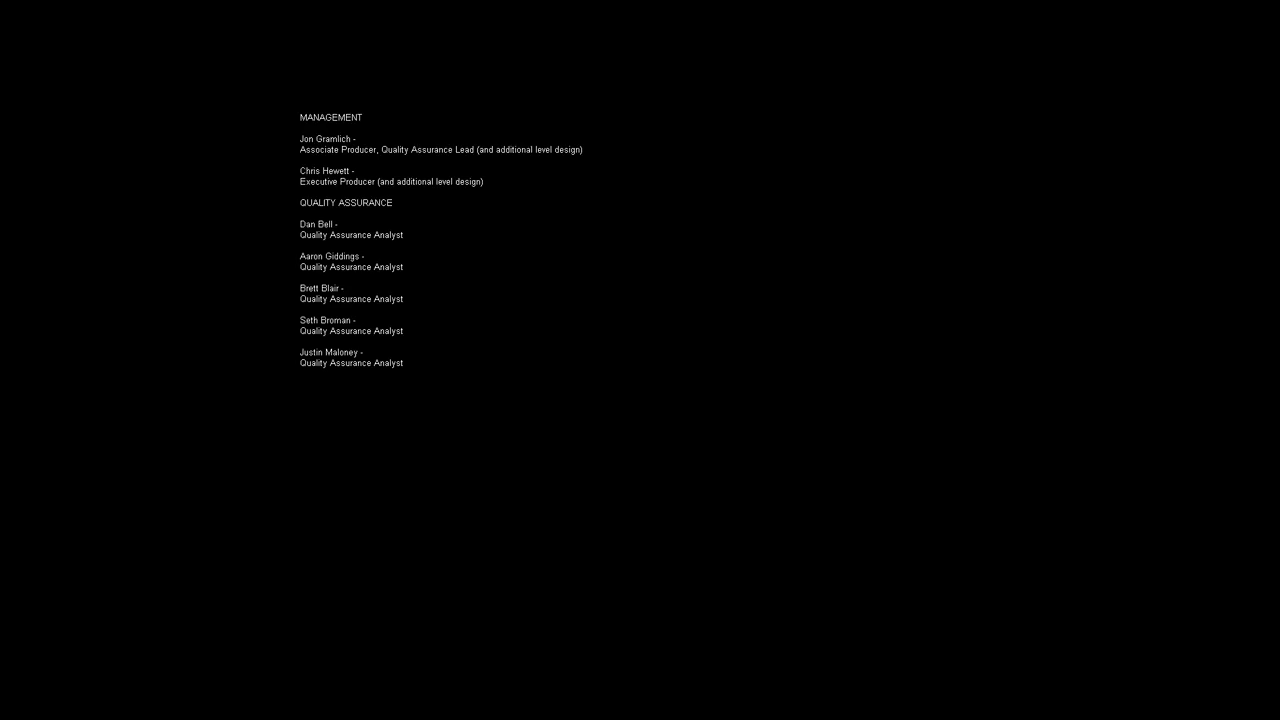 MANAGEMENT
Jon Gramlich -
Associate Producer, Quality Assurance Lead (and additional level design)
Chris Hewett -
Executive Producer (and additional level design)
QUALITY ASSURANCE
Dan Bell -
Quality Assurance Analyst
Aaron Giddings -
Quality Assurance Analyst
Brett Blair -
Quality Assurance Analyst
Seth Broman -
Quality Assurance Analyst
Justin Maloney -
Quality Assurance Analyst